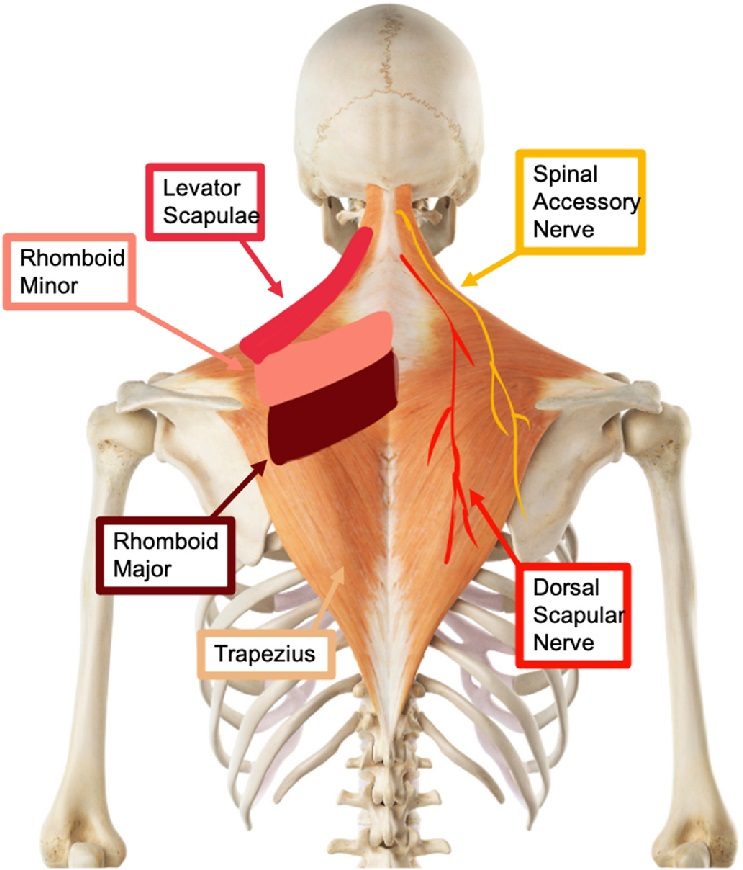 Levator
Scapulae
Spinal
Accessory
Nerve
Rhomboid
Minor
Rhomboid
Major
Dorsal
Scapular
Nerve
Trapezius